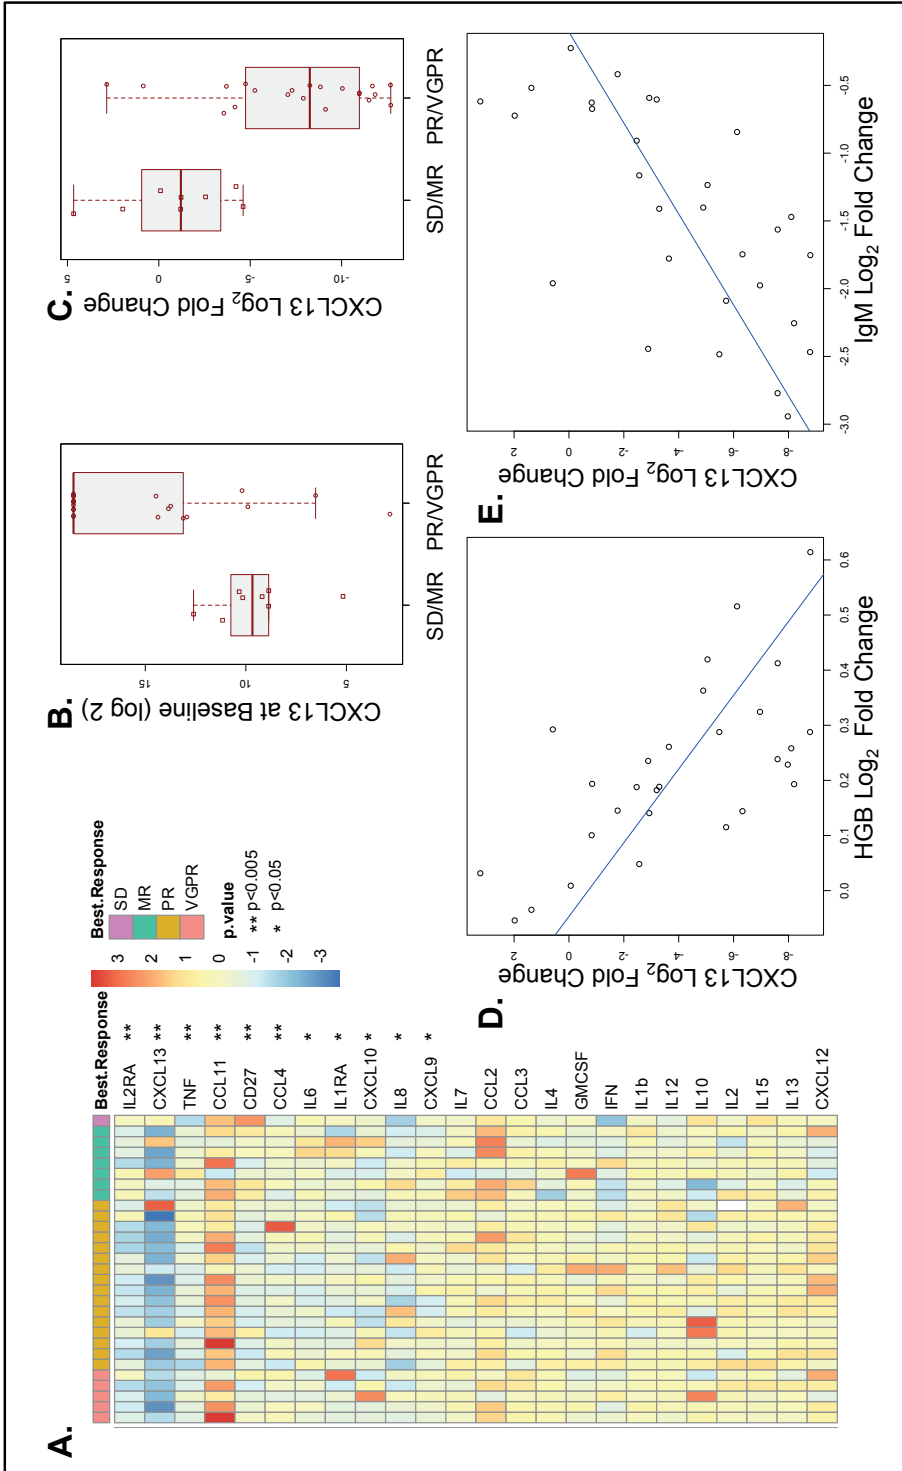 A.
Best.Response
IL2RA **
CXCL13 **
TNF **
CCL11 **
CD27 **
CCL4 **
IL6 *
IL1RA *
CXCL10 *
IL8 *
CXCL9 *
IL7
CCL2
CCL3
IL4
GMCSF
IFN
IL1b
IL12
IL10
IL2
IL15
IL13
CXCL12
3
2
1
0
-1
-2
-3
Best.Response
SD
MR
PR
VGPR
p.value
** p<0.005
* p<0.05
B.
CXCL13 at Baseline (log 2)
15
10
5
SD/MR
PR/VGPR
C.
CXCL13 Log2 Fold Change
5
0
-5
-10
SD/MR
PR/VGPR
D.
CXCL13 Log2 Fold Change
2
0
-2
-4
-6
-8
0.0
0.1
0.2
0.3
0.4
0.5
0.6
HGB Log2 Fold Change
E.
CXCL13 Log2 Fold Change
2
0
-2
-4
-6
-8
-3.0
-2.5
-2.0
-1.5
-1.0
-0.5
IgM Log2 Fold Change